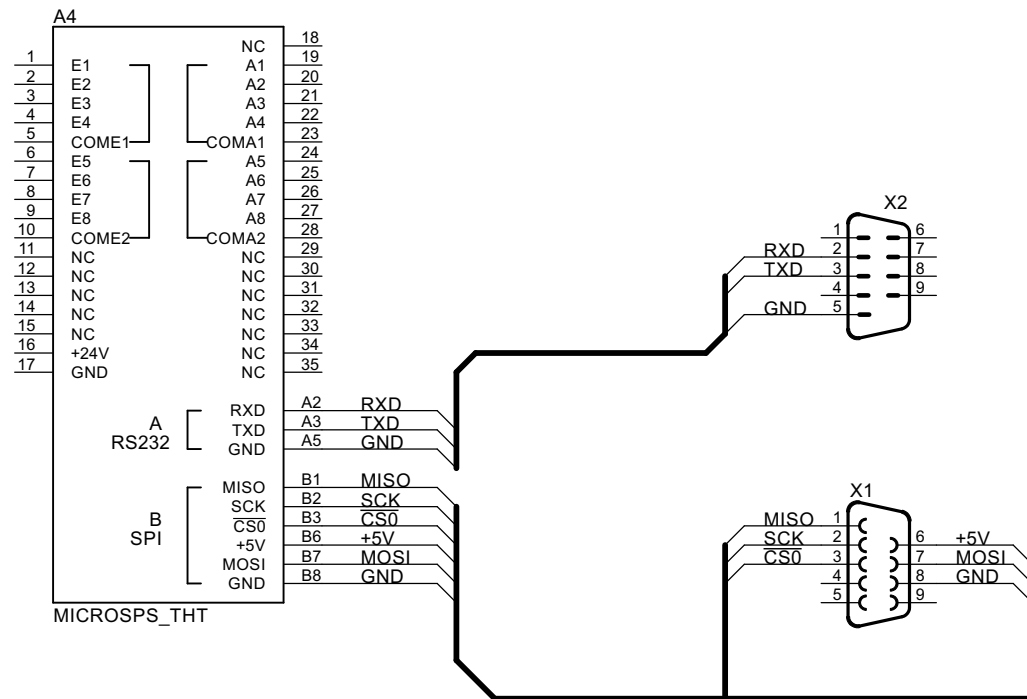 A4
NC 18
1 E1 A1 19
2 E2 A2 20
3 E3 A3 21
4 E4 A4 22
5 COME1 COMA1 23
6 E5 A5 24
7 E6 A6 25
8 E7 A7 26
9 E8 A8 27
10 COME2 COMA2 28
11 NC NC 29
12 NC NC 30
13 NC NC 31
14 NC NC 32
15 NC NC 33
16 +24V NC 34
17 GND NC 35
A
RS232
RXD A2 RXD
TXD A3 TXD
GND A5 GND
B
SPI
MISO B1 MISO
SCK B2 SCK
CS0 B3 CS0
+5V B6 +5V
MOSI B7 MOSI
GND B8 GND
MICROSPS_THT
X2
1 6
RXD 2 7
TXD 3 8
4 9
GND 5
X1
MISO 1
SCK 2 6 +5V
CS0 3 7 MOSI
4 8 GND
5 9